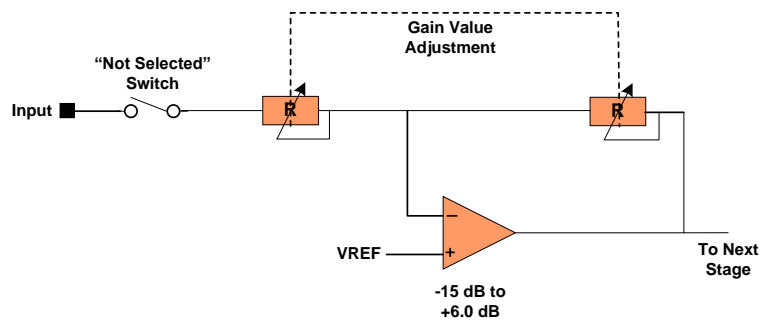 Gain Value
Adjustment
“Not Selected”
Switch
Input
R
R
−
VREF
+
To Next
Stage
-15 dB to
+6.0 dB